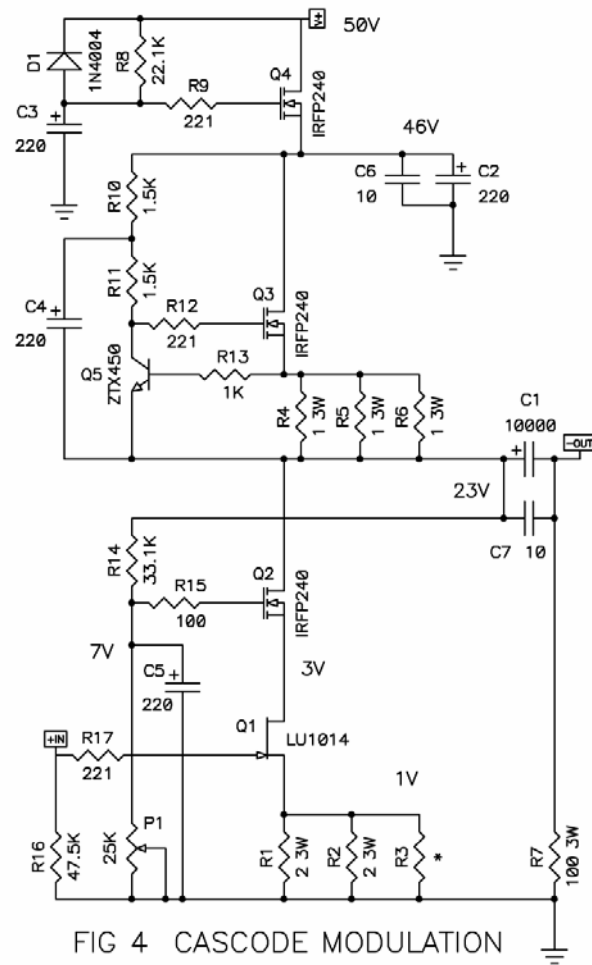 V+
50V
D1
1N4004
R8
22.1K
R9
221
Q4
IRFP240
C3
+
220
46V
R10
1.5K
C6
10
+
C2
220
R11
1.5K
C4
+
220
R12
221
Q3
IRFP240
Q5
ZTX450
R13
1K
R4
1 3W
R5
1 3W
R6
1 3W
C1
10000
+
-OUT
23V
C7
10
R14
33.1K
R15
100
Q2
IRFP240
7V
C5
+
220
3V
Q1
LU1014
+IN
R17
221
1V
R16
47.5K
P1
25K
R1
2 3W
R2
2 3W
R3
*
R7
100 3W
FIG 4 CASCODE MODULATION